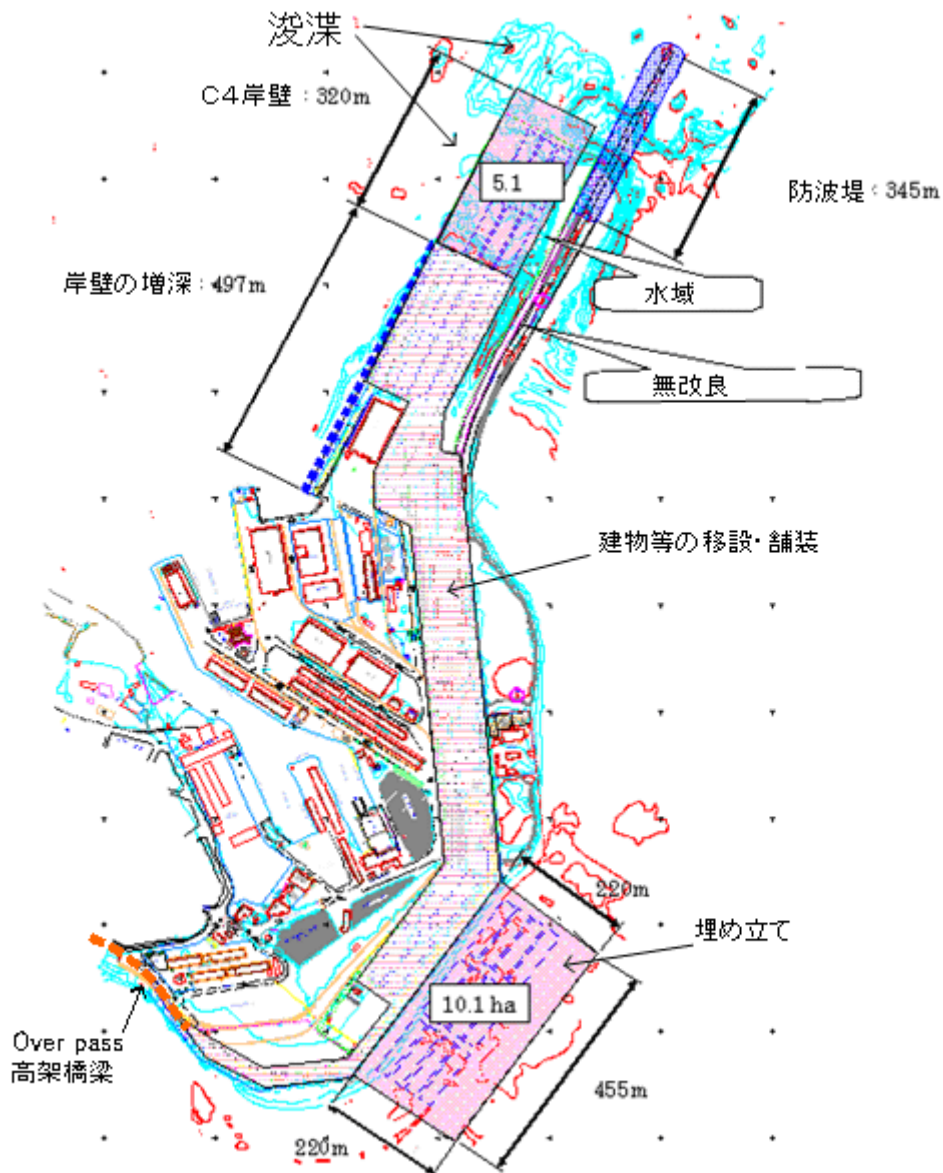 浚渫
C4岸壁：320m
5.1
防波堤：345m
岸壁の増深：497m
水域
無改良
建物等の移設・舗装
220m
埋め立て
10.1 ha
Over pass
高架橋梁
455m
220m